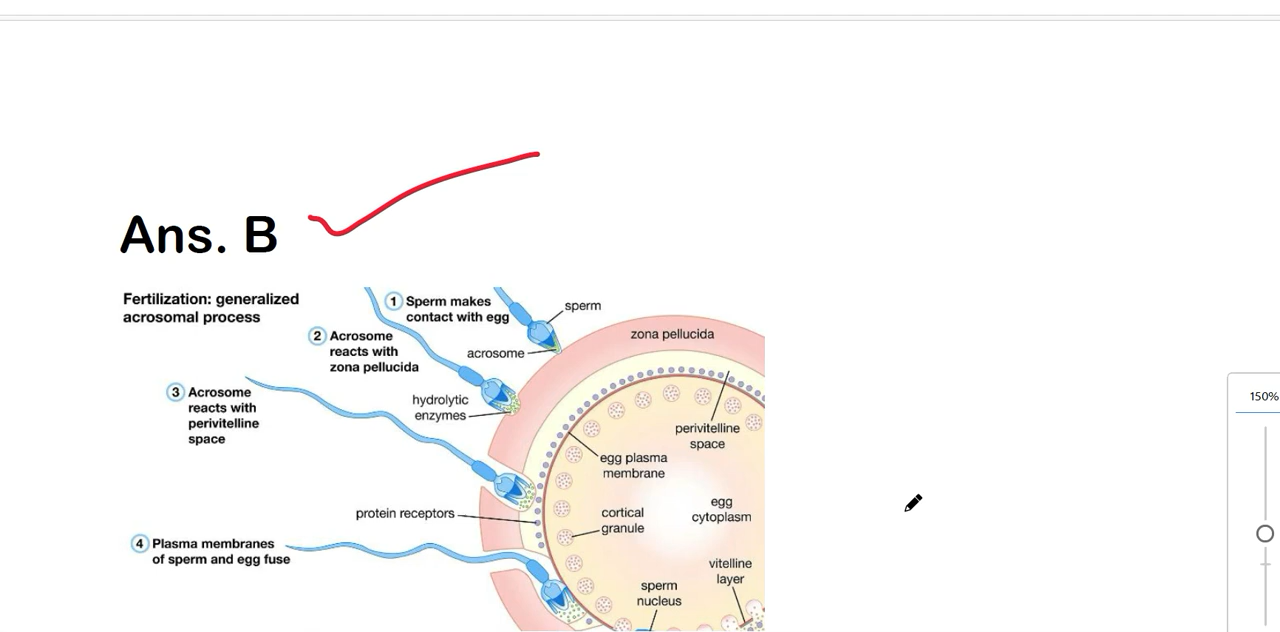 Ans. B
Fertilization: generalized
acrosomal process
1 Sperm makes
contact with egg
sperm
2 Acrosome
reacts with
zona pellucida
acrosome
zona pellucida
3 Acrosome
reacts with
perivitelline
space
hydrolytic
enzymes
150%
perivitelline
space
egg plasma
membrane
protein receptors
cortical
granule
egg
cytoplasm
4 Plasma membranes
of sperm and egg fuse
vitelline
layer
sperm
nucleus